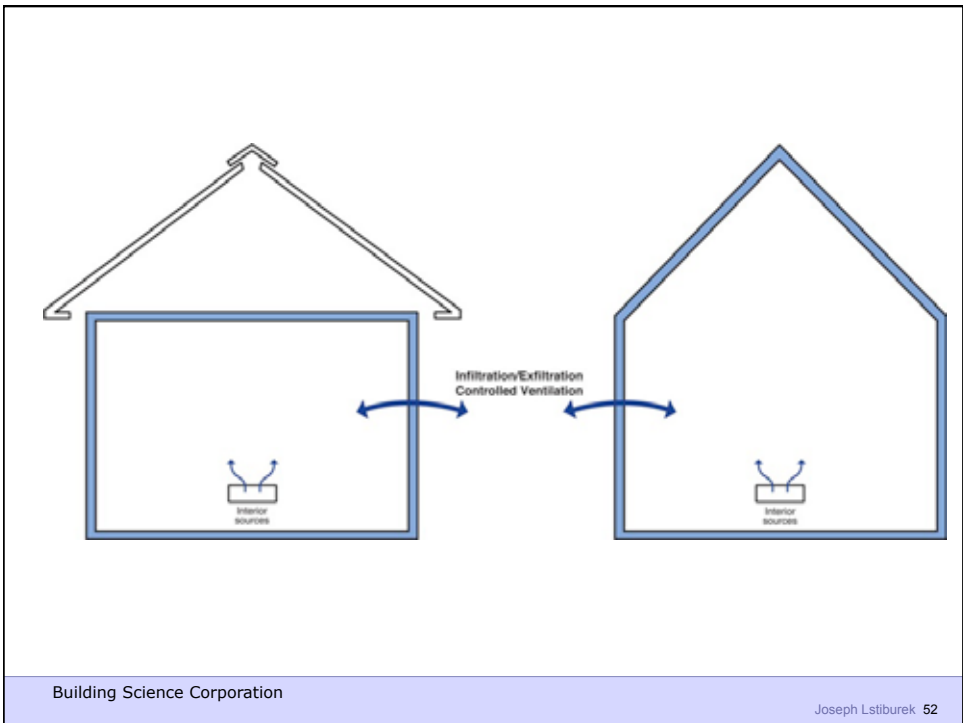 Infiltration/Exfiltration
Controlled Ventilation
Interior
sources
Interior
sources
Building Science Corporation
Joseph Lstiburek 52